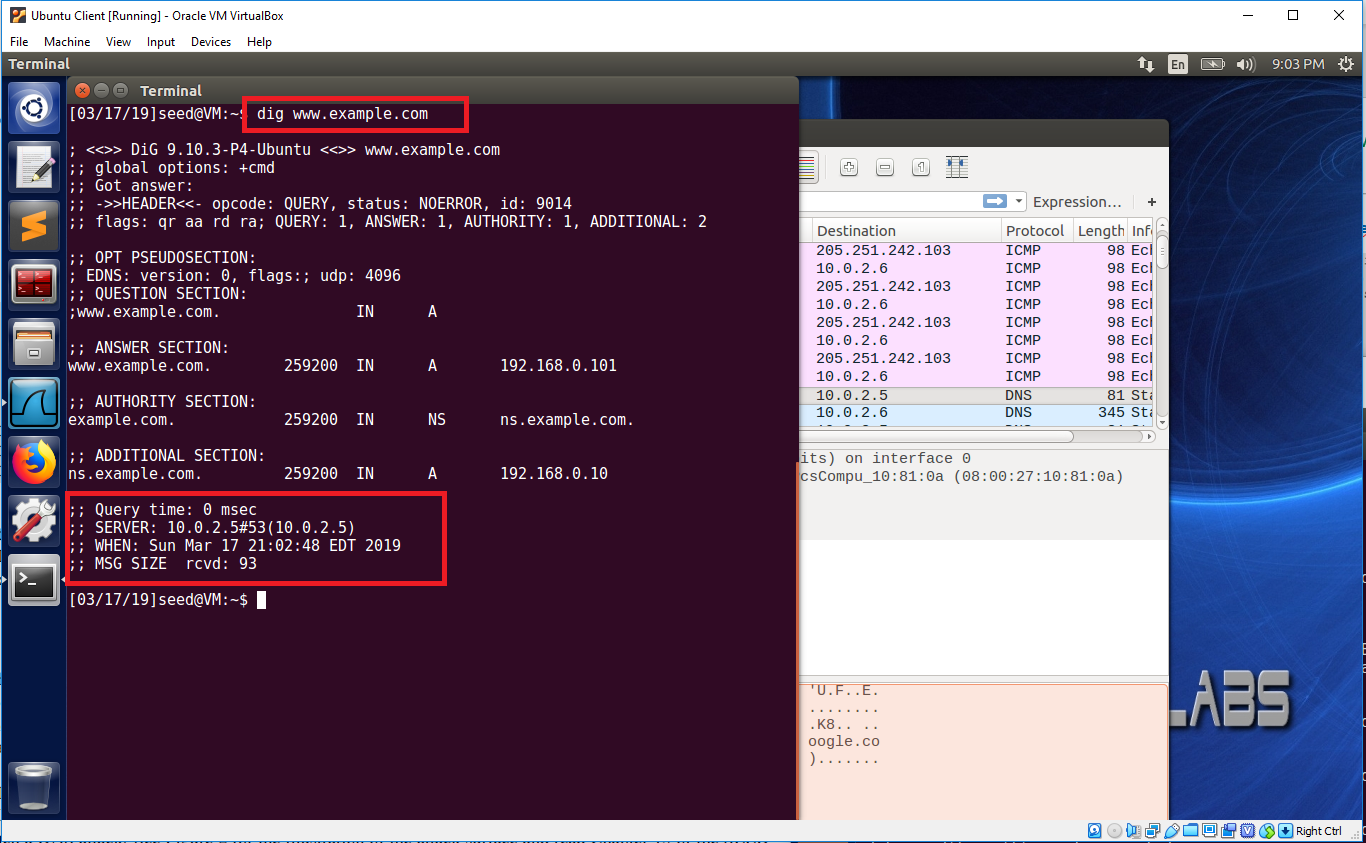 Ubuntu Client [Running] - Oracle VM VirtualBox
File Machine View Input Devices Help
Terminal
En
9:03 PM
Terminal
[03/17/19]seed@VM:~$ dig www.example.com
; <<>> DiG 9.10.3-P4-Ubuntu <<>> www.example.com
;; global options: +cmd
;; Got answer:
;; ->>HEADER<<- opcode: QUERY, status: NOERROR, id: 9014
;; flags: qr aa rd ra; QUERY: 1, ANSWER: 1, AUTHORITY: 1, ADDITIONAL: 2
;; OPT PSEUDOSECTION:
; EDNS: version: 0, flags:; udp: 4096
;; QUESTION SECTION:
;www.example.com. IN A
;; ANSWER SECTION:
www.example.com. 259200 IN A 192.168.0.101
;; AUTHORITY SECTION:
example.com. 259200 IN NS ns.example.com.
;; ADDITIONAL SECTION:
ns.example.com. 259200 IN A 192.168.0.10
;; Query time: 0 msec
;; SERVER: 10.0.2.5#53(10.0.2.5)
;; WHEN: Sun Mar 17 21:02:48 EDT 2019
;; MSG SIZE rcvd: 93
[03/17/19]seed@VM:~$
Expression… +
Destination Protocol Length Inf
205.251.242.103 ICMP 98 Ech
10.0.2.6 ICMP 98 Ech
205.251.242.103 ICMP 98 Ech
10.0.2.6 ICMP 98 Ech
205.251.242.103 ICMP 98 Ech
10.0.2.6 ICMP 98 Ech
205.251.242.103 ICMP 98 Ech
10.0.2.6 ICMP 98 Ech
10.0.2.5 DNS 81 Sta
10.0.2.6 DNS 345 Sta
its) on interface 0
csCompu_10:81:0a (08:00:27:10:81:0a)
'U.F..E.
........
.K8.. ..
oogle.co
).......
LABS
Right Ctrl